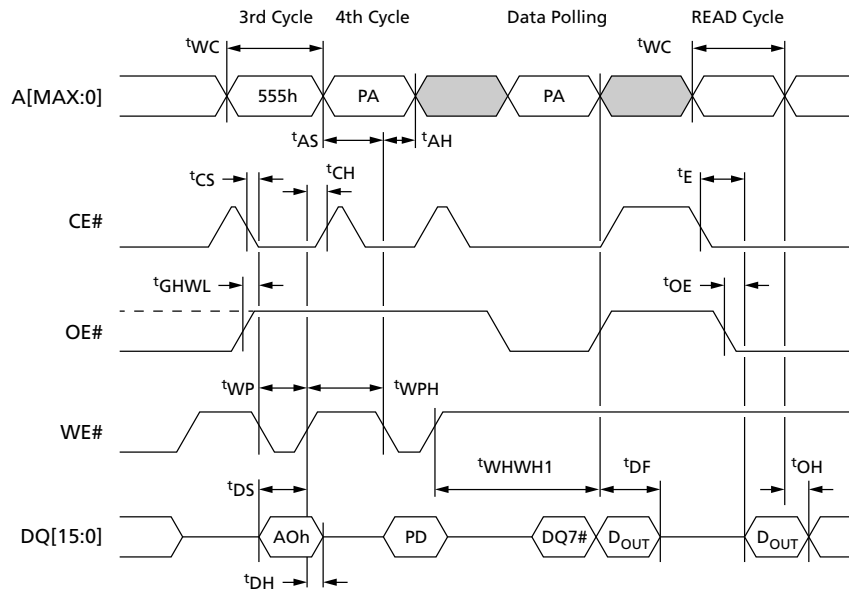 3rd Cycle 4th Cycle Data Polling READ Cycle
tWC tWC
A[MAX:0] 555h PA PA
tAS tAH
tCS tCH tE
CE#
tGHWL tOE
OE#
tWP tWPH
WE#
tWHWH1 tDF tOH
tDS
DQ[15:0] AOh PD DQ7# DOUT DOUT
tDH